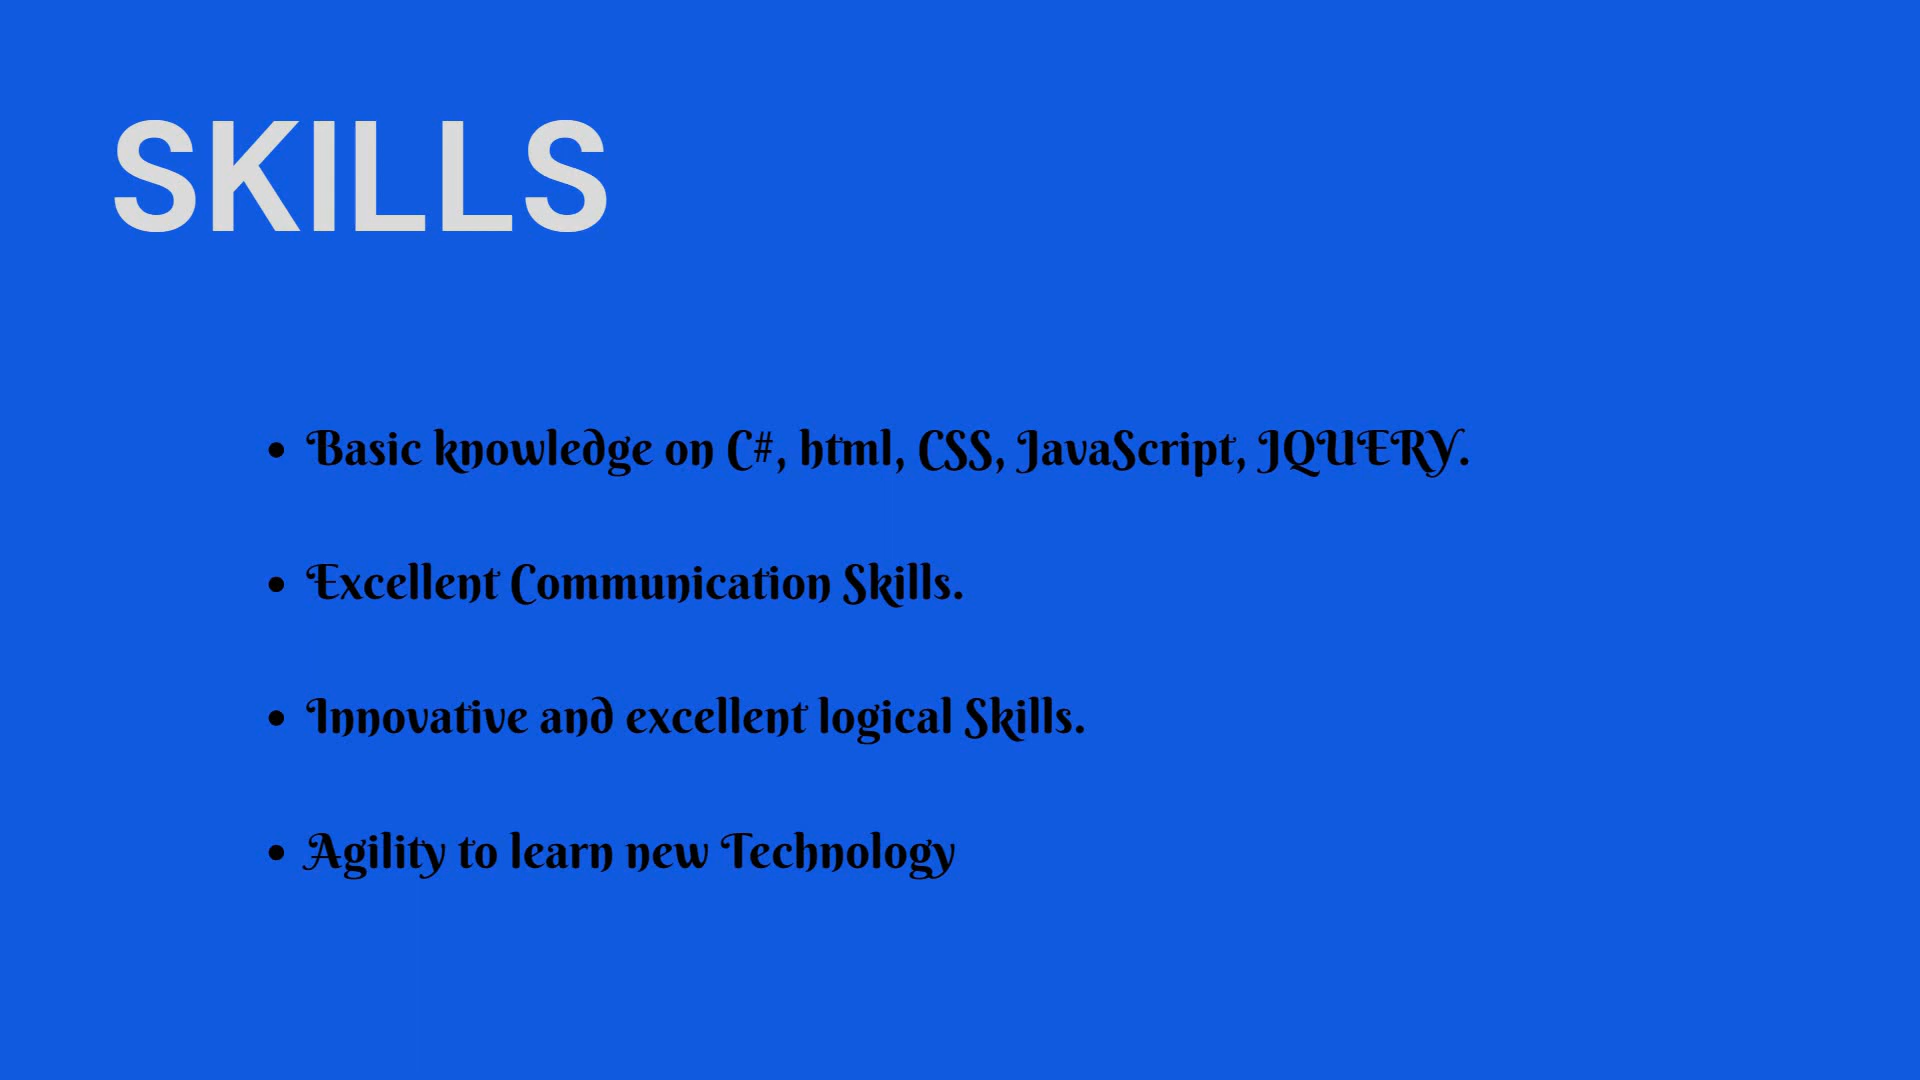 SKILLS
• Basic knowledge on C#, html, CSS, JavaScript, JQUERY.
• Excellent Communication Skills.
• Innovative and excellent logical Skills.
• Agility to learn new Technology